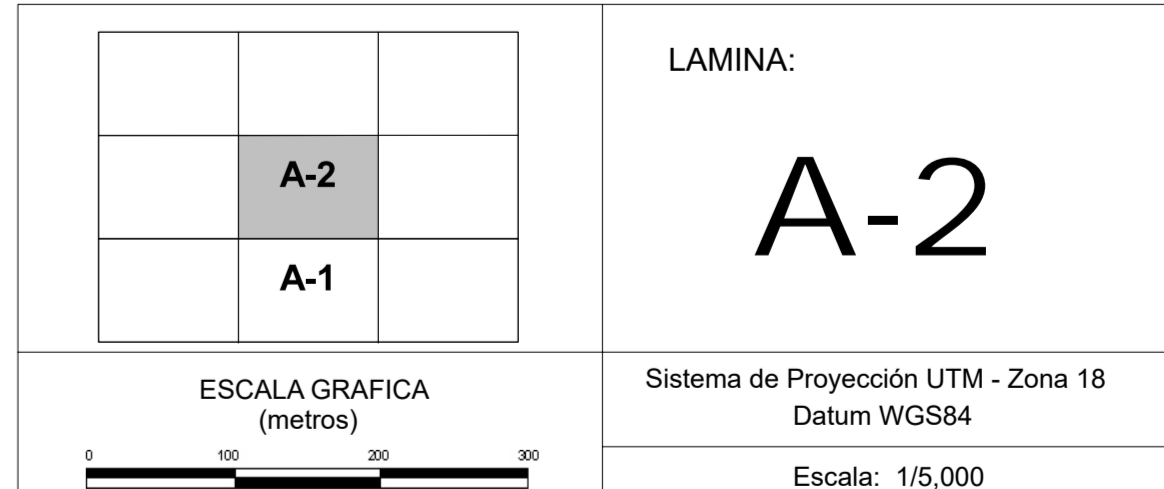 A-2
A-1
LAMINA:
A-2
ESCALA GRAFICA
(metros)
0 100 200 300
Sistema de Proyección UTM - Zona 18
Datum WGS84
Escala: 1/5,000